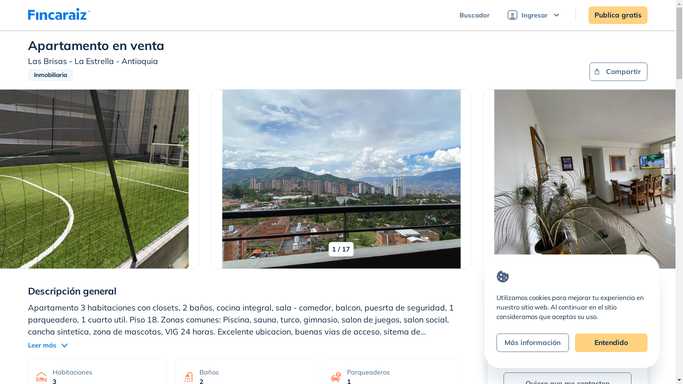 Fincaraiz
Buscador
Ingresar
Publica gratis
Apartamento en venta
Las Brisas - La Estrella - Antioquia
Inmobiliaria
Compartir
1 / 17
Descripción general
Apartamento 3 habitaciones con closets, 2 baños, cocina integral, sala - comedor, balcon, puesrta de seguridad, 1
parqueadero, 1 cuarto util. Piso 18. Zonas comunes: Piscina, sauna, turco, gimnasio, salon de juegos, salon social,
cancha sintetica, zona de mascotas, VIG 24 horas. Excelente ubicacion, buenas vias de acceso, sitema de...
Leer más
Habitaciones
3
Baños
2
Parqueaderos
1
Utilizamos cookies para mejorar tu experiencia en
nuestro sitio web. Al continuar en el sitio
consideramos que aceptas su uso.
Más información
Entendido
Quiero que me contacten